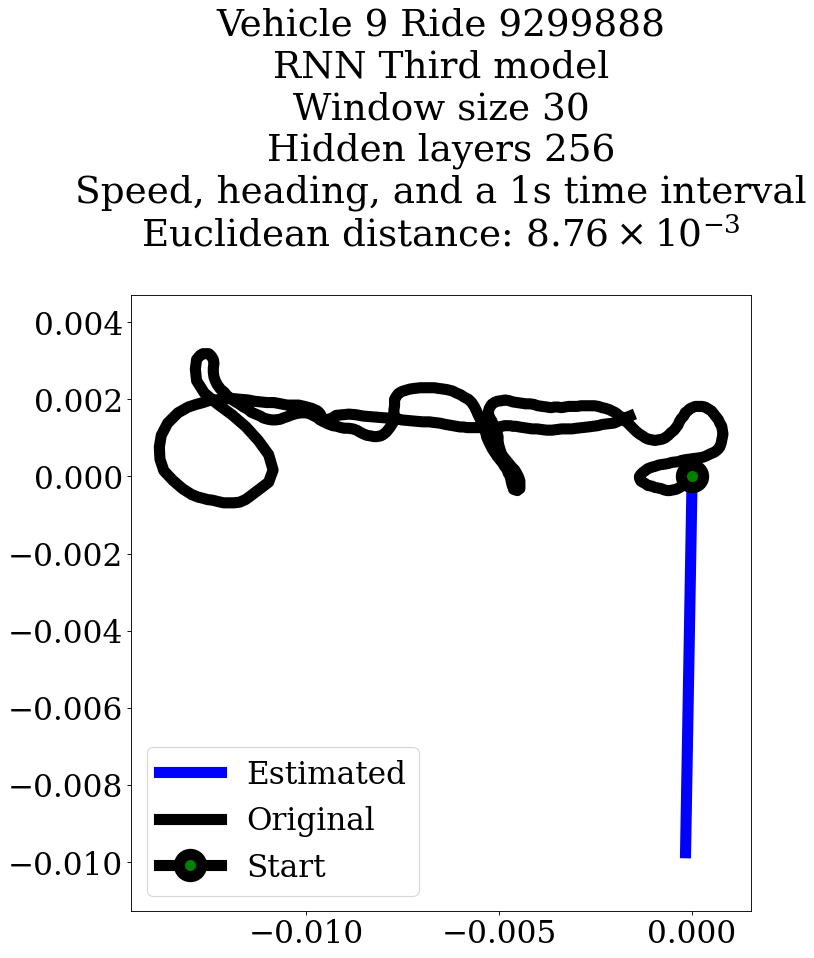 Vehicle 9 Ride 9299888
RNN Third model
Window size 30
Hidden layers 256
Speed, heading, and a 1s time interval
Euclidean distance: 8.76 × 10⁻³
0.004
0.002
0.000
−0.002
−0.004
−0.006
−0.008
−0.010
Estimated
Original
Start
−0.010 −0.005 0.000